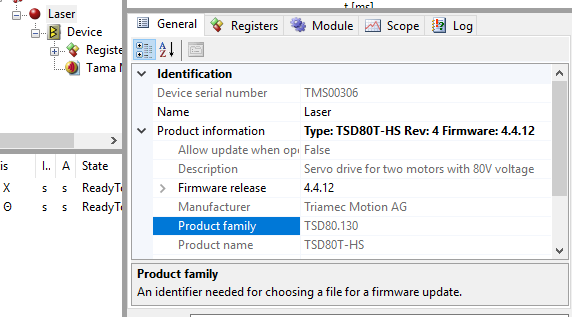 t [ms]
Laser
Device
Registe
Tama M
General Registers Module Scope Log
Identification
Device serial number TMS00306
Name Laser
Product information Type: TSD80T-HS Rev: 4 Firmware: 4.4.12
Allow update when ope False
Description Servo drive for two motors with 80V voltage
Firmware release 4.4.12
Manufacturer Triamec Motion AG
Product family TSD80.130
Product name TSD80T-HS
is I.. A State
X s s ReadyTo
Θ s s ReadyTo
Product family
An identifier needed for choosing a file for a firmware update.